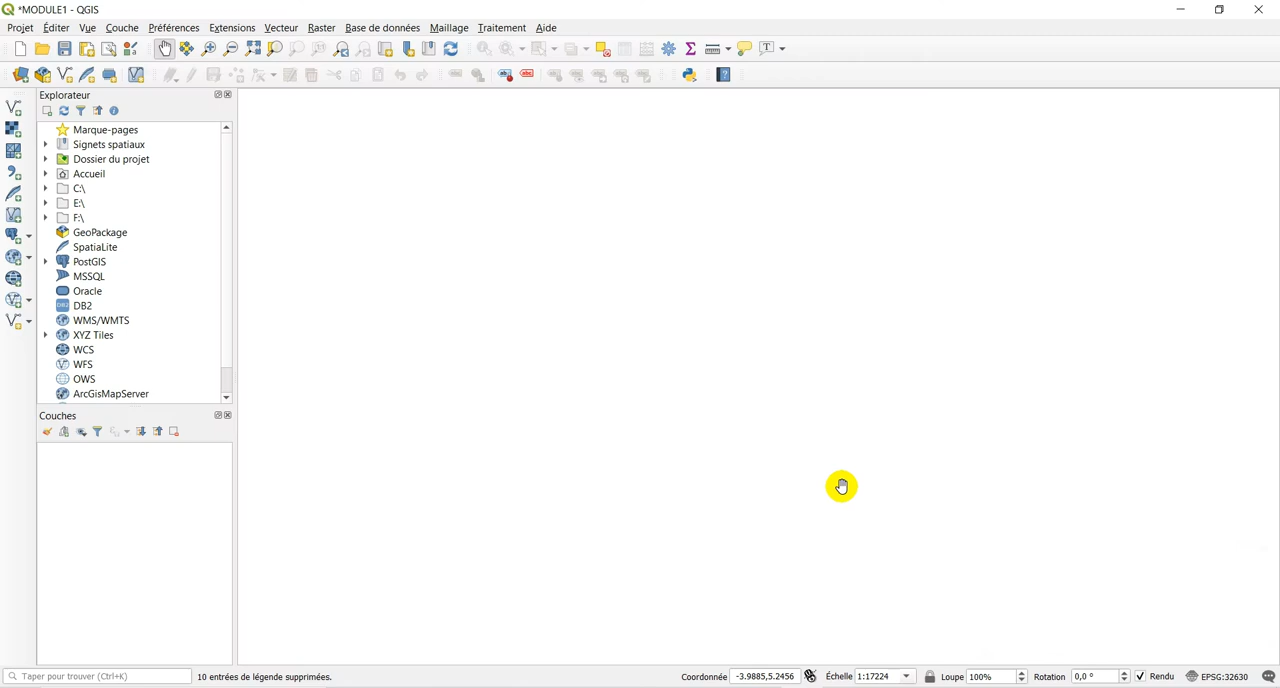 *MODULE1 - QGIS
Projet Éditer Vue Couche Préférences Extensions Vecteur Raster Base de données Maillage Traitement Aide
Explorateur
Marque-pages
Signets spatiaux
Dossier du projet
Accueil
C:\
E:\
F:\
GeoPackage
SpatiaLite
PostGIS
MSSQL
Oracle
DB2
WMS/WMTS
XYZ Tiles
WCS
WFS
OWS
ArcGisMapServer
Couches
Taper pour trouver (Ctrl+K) 10 entrées de légende supprimées. Coordonnée -3.9885,5.2456 Échelle 1:17224 Loupe 100% Rotation 0,0 ° Rendu EPSG:32630